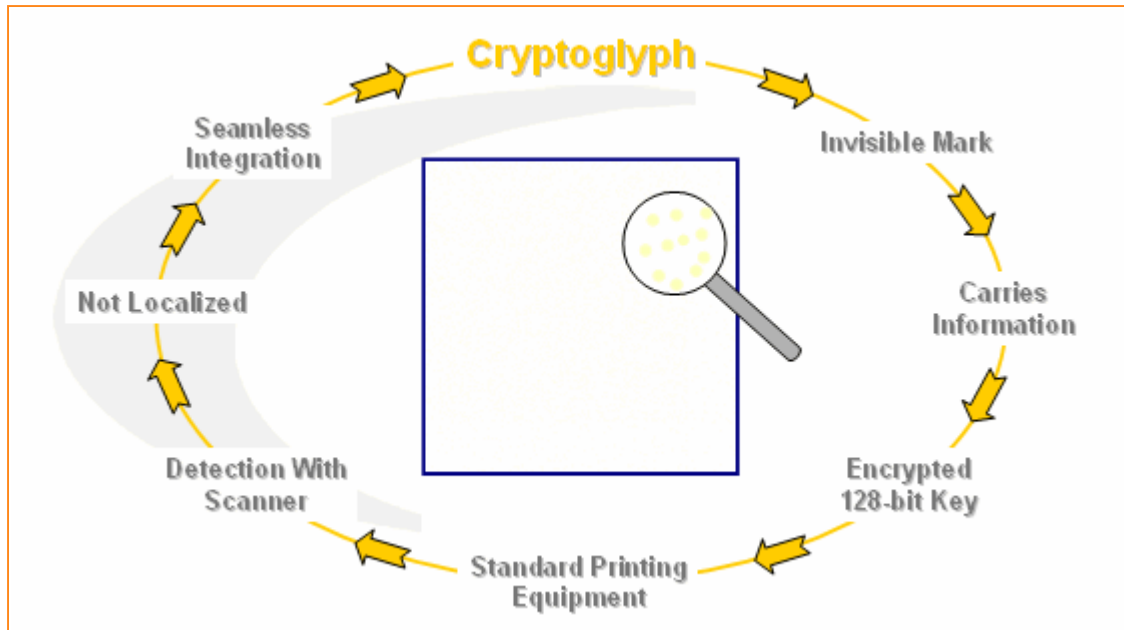 Cryptoglyph
Invisible Mark
Carries
Information
Encrypted
128-bit Key
Standard Printing
Equipment
Detection With
Scanner
Not Localized
Seamless
Integration